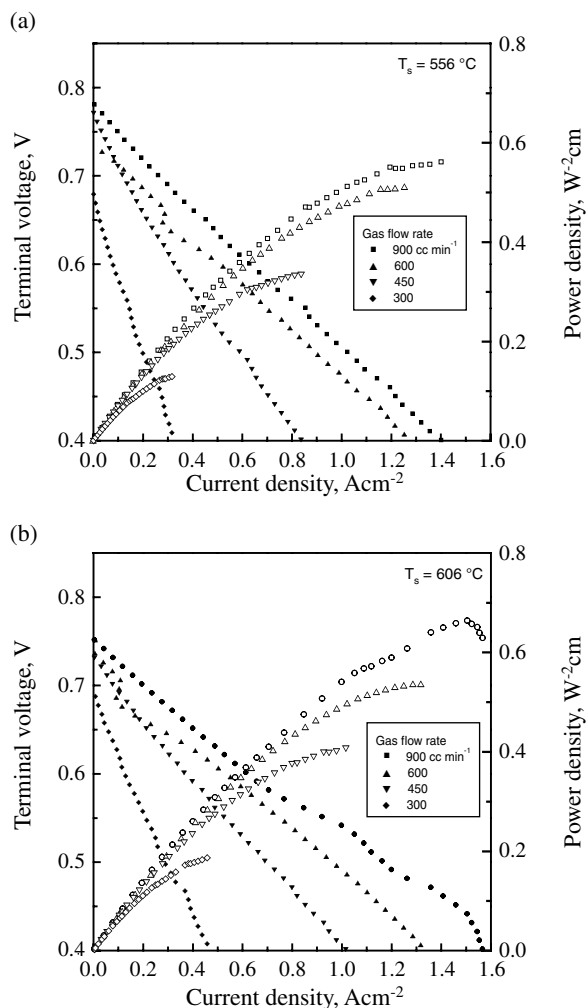 (a)
T_s = 556 °C
Terminal voltage, V
0.8
0.7
0.6
0.5
0.4
Power density, W⁻²cm
0.8
0.6
0.4
0.2
0.0
Gas flow rate
900 cc min⁻¹
600
450
300
0.0 0.2 0.4 0.6 0.8 1.0 1.2 1.4 1.6
Current density, Acm⁻²
(b)
T_s = 606 °C
Terminal voltage, V
0.8
0.7
0.6
0.5
0.4
Power density, W⁻²cm
0.8
0.6
0.4
0.2
0.0
Gas flow rate
900 cc min⁻¹
600
450
300
0.0 0.2 0.4 0.6 0.8 1.0 1.2 1.4 1.6
Current density, Acm⁻²